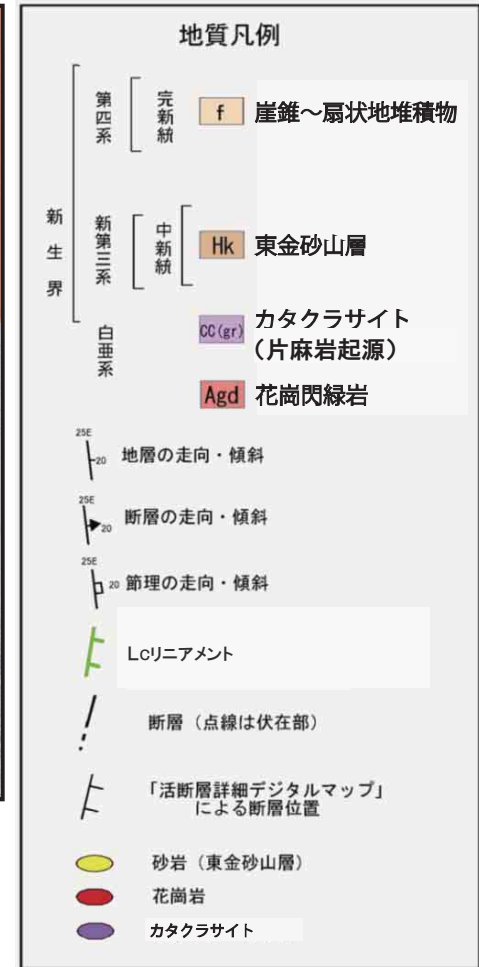 地質凡例
新生界
第四系
完新統
f
崖錐～扇状地堆積物
新第三系
中新統
Hk
東金砂山層
白亜系
CC(gr)
カタクラサイト
（片麻岩起源）
Agd
花崗閃緑岩
25E
20
地層の走向・傾斜
25E
20
断層の走向・傾斜
25E
20
節理の走向・傾斜
Lcリニアメント
断層（点線は伏在部）
「活断層詳細デジタルマップ」
による断層位置
砂岩（東金砂山層）
花崗岩
カタクラサイト